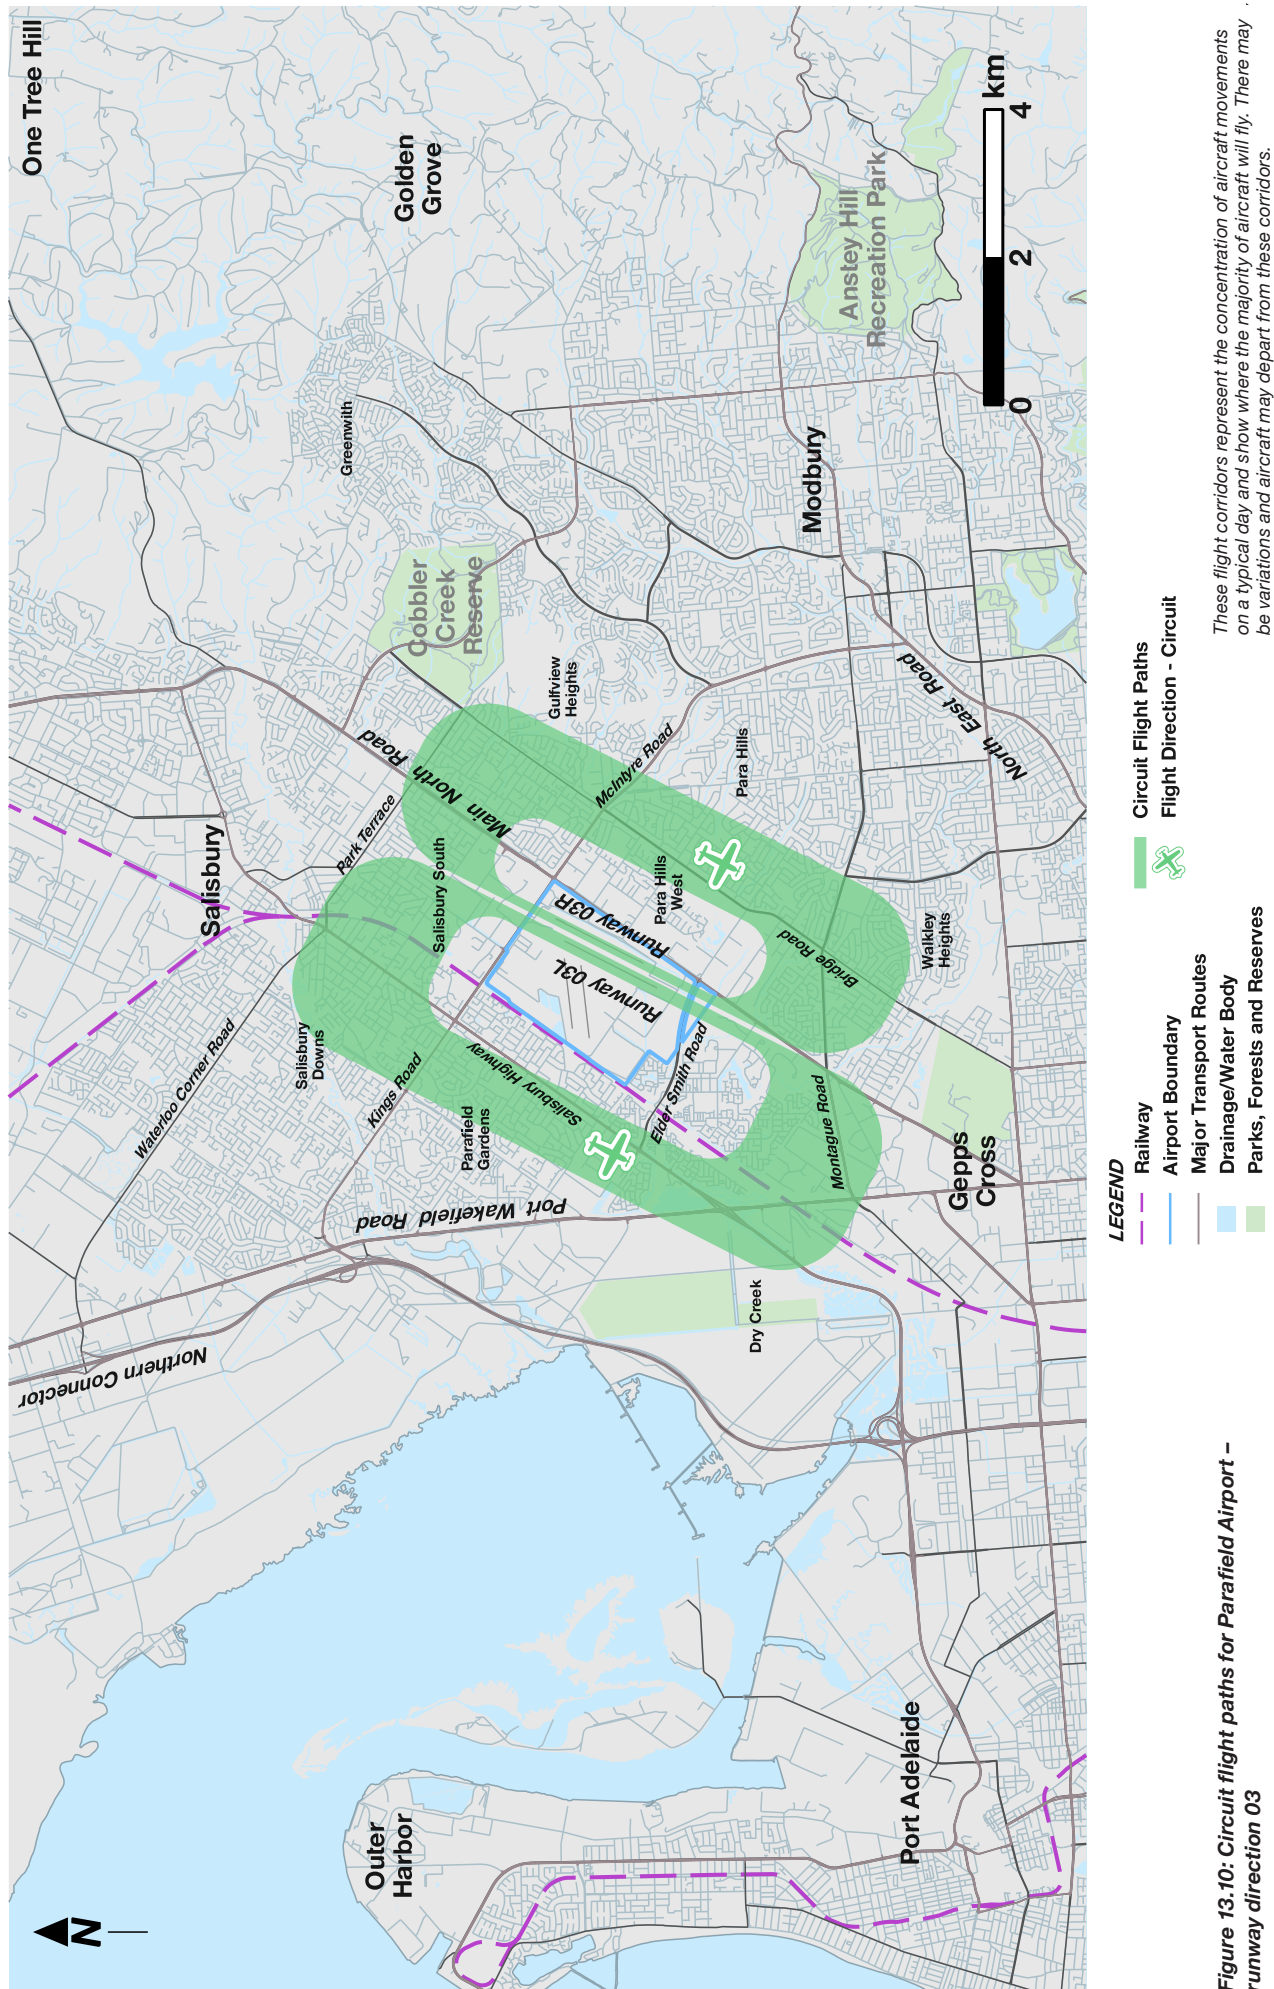 One Tree Hill
Golden
Grove
Greenwith
Salisbury
Cobbler
Creek
Reserve
Anstey Hill
Recreation Park
Modbury
Gulfview
Heights
Main North Road
Park Terrace
McIntyre Road
Para Hills
North East Road
Salisbury South
Para Hills
West
Runway 03R
Runway 03L
Bridge Road
Walkley
Heights
Waterloo Corner Road
Salisbury
Downs
Kings Road
Salisbury Highway
Parafield
Gardens
Elder Smith Road
Montague Road
Gepps
Cross
Port Wakefield Road
Northern Connector
Dry Creek
Outer
Harbor
Port Adelaide
N
0
2
4
km
LEGEND
Railway
Airport Boundary
Major Transport Routes
Drainage/Water Body
Parks, Forests and Reserves
Circuit Flight Paths
Flight Direction - Circuit
These flight corridors represent the concentration of aircraft movements
on a typical day and show where the majority of aircraft will fly. There may
be variations and aircraft may depart from these corridors.
Figure 13.10: Circuit flight paths for Parafield Airport –
runway direction 03